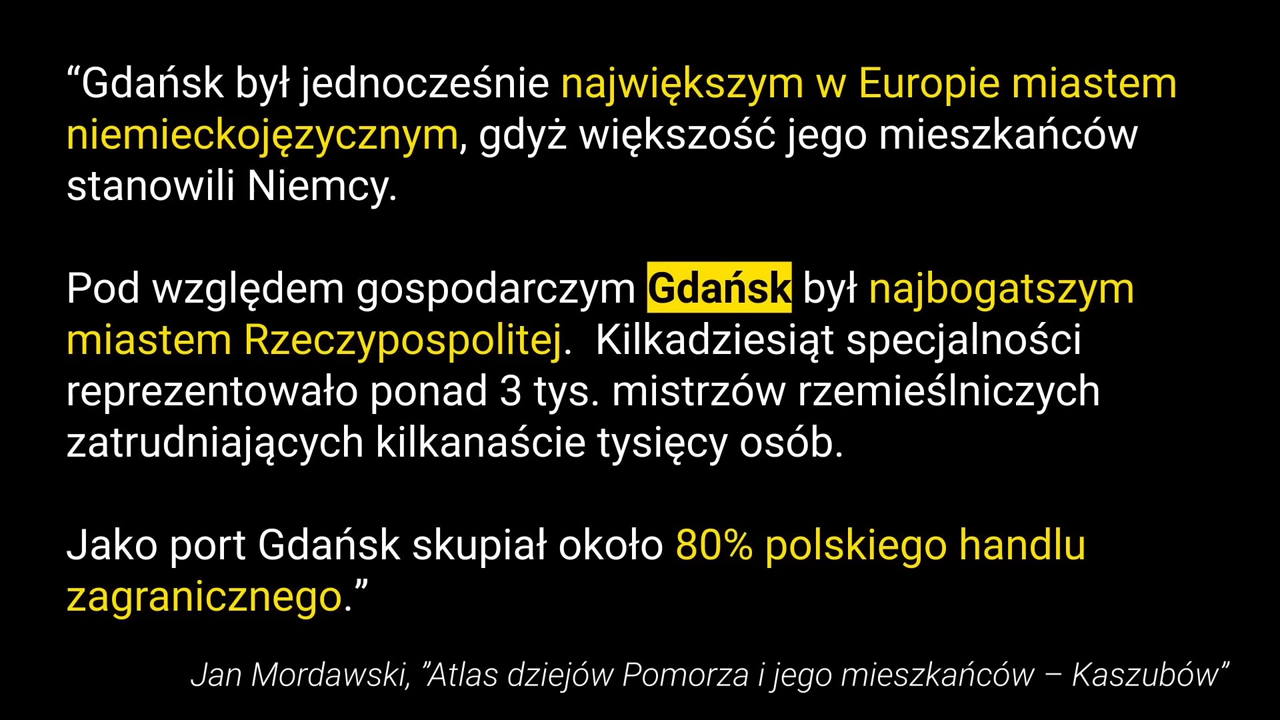 “Gdańsk był jednocześnie największym w Europie miastem
niemieckojęzycznym, gdyż większość jego mieszkańców
stanowili Niemcy.
Pod względem gospodarczym Gdańsk był najbogatszym
miastem Rzeczypospolitej. Kilkadziesiąt specjalności
reprezentowało ponad 3 tys. mistrzów rzemieślniczych
zatrudniających kilkanaście tysięcy osób.
Jako port Gdańsk skupiał około 80% polskiego handlu
zagranicznego.”
Jan Mordawski, ”Atlas dziejów Pomorza i jego mieszkańców – Kaszubów”